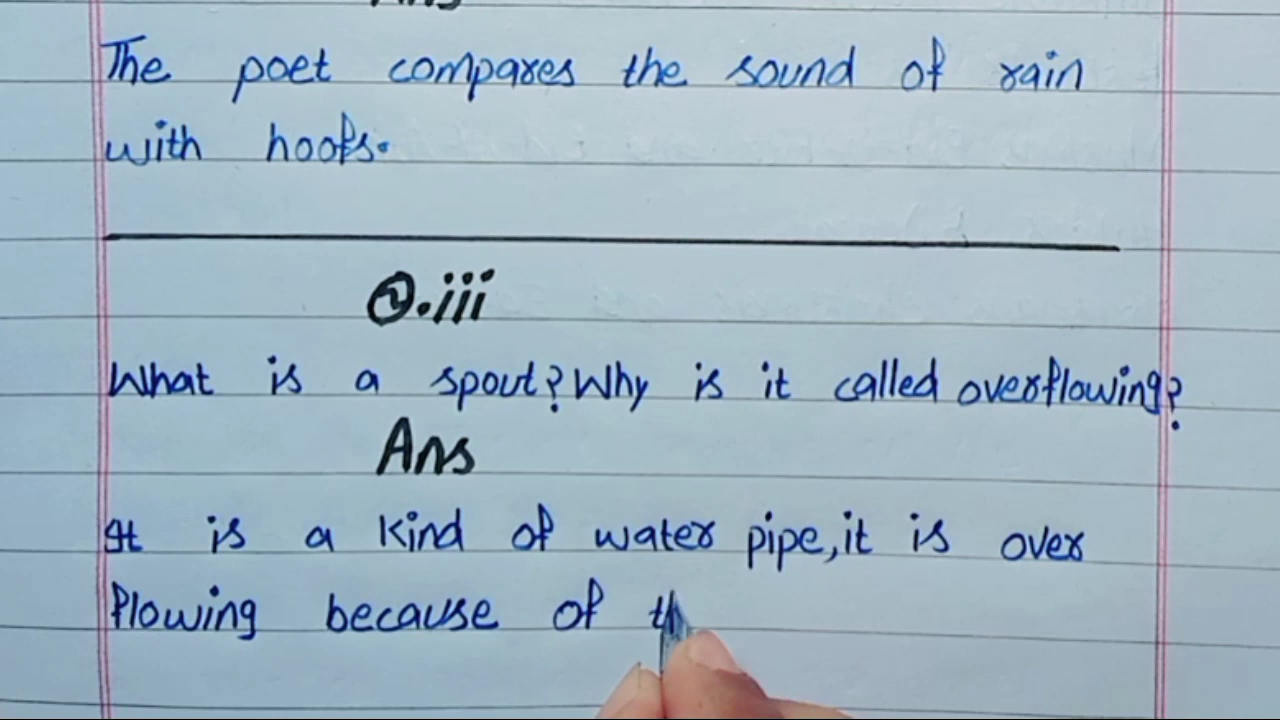 The poet compares the sound of rain
with hoofs.
Q.iii
What is a spout? Why is it called overflowing?
Ans
It is a kind of water pipe, it is over
flowing because of th